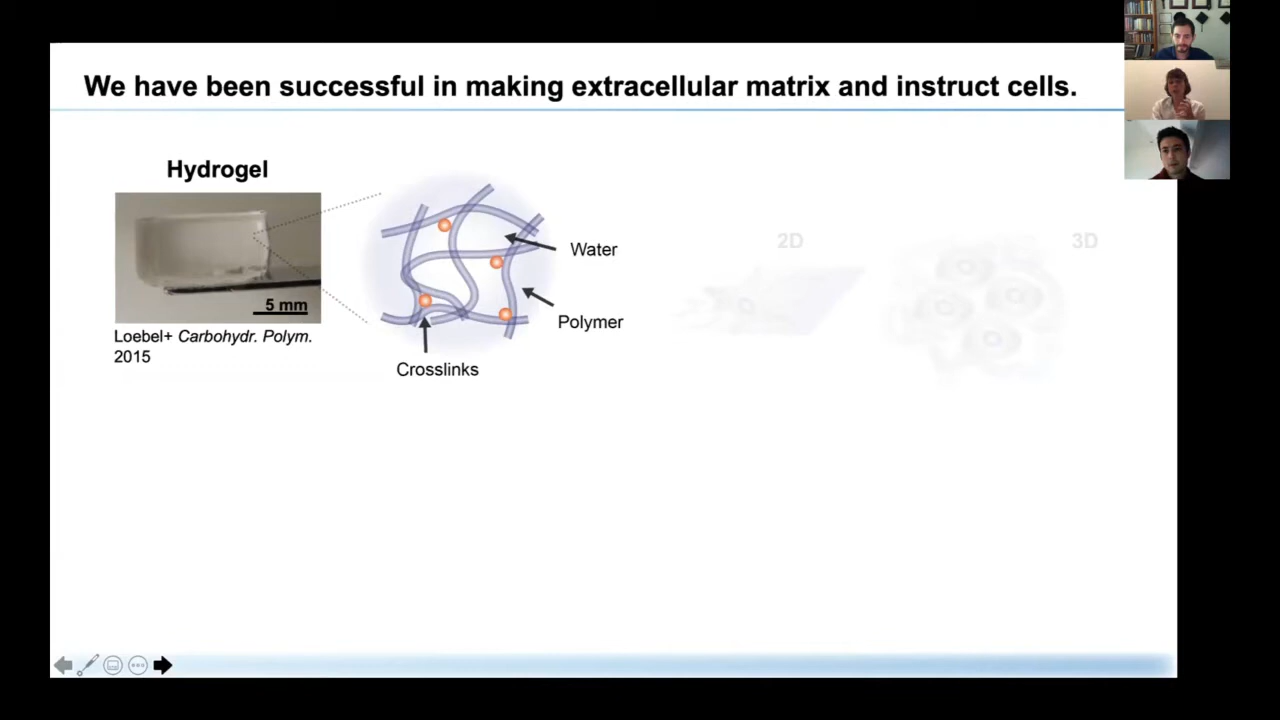 We have been successful in making extracellular matrix and instruct cells.
Hydrogel
5 mm
Loebel+ Carbohydr. Polym.
2015
Water
Polymer
Crosslinks
2D
3D